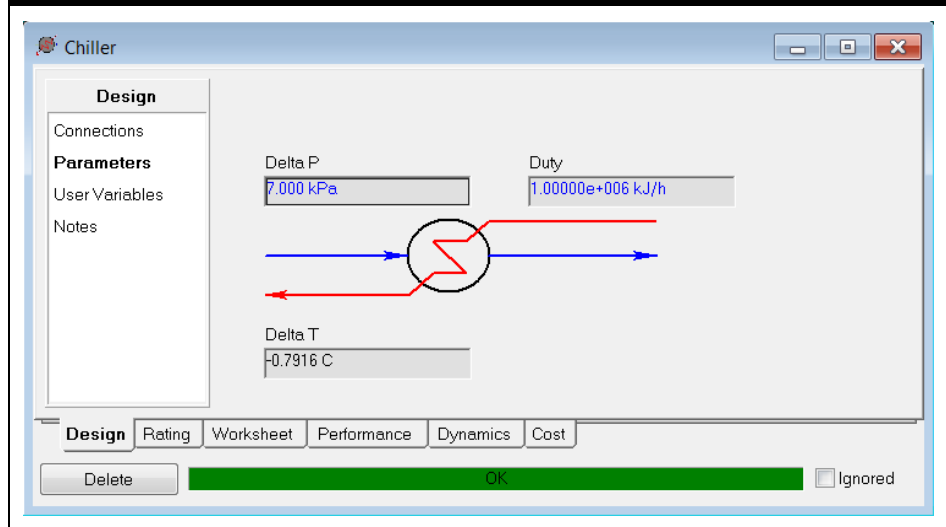 Chiller
Design
Connections
Parameters
User Variables
Notes
Delta P
Duty
7.000 kPa
1.00000e+006 kJ/h
Delta T
-0.7916 C
Design Rating Worksheet Performance Dynamics Cost
Delete
OK
Ignored